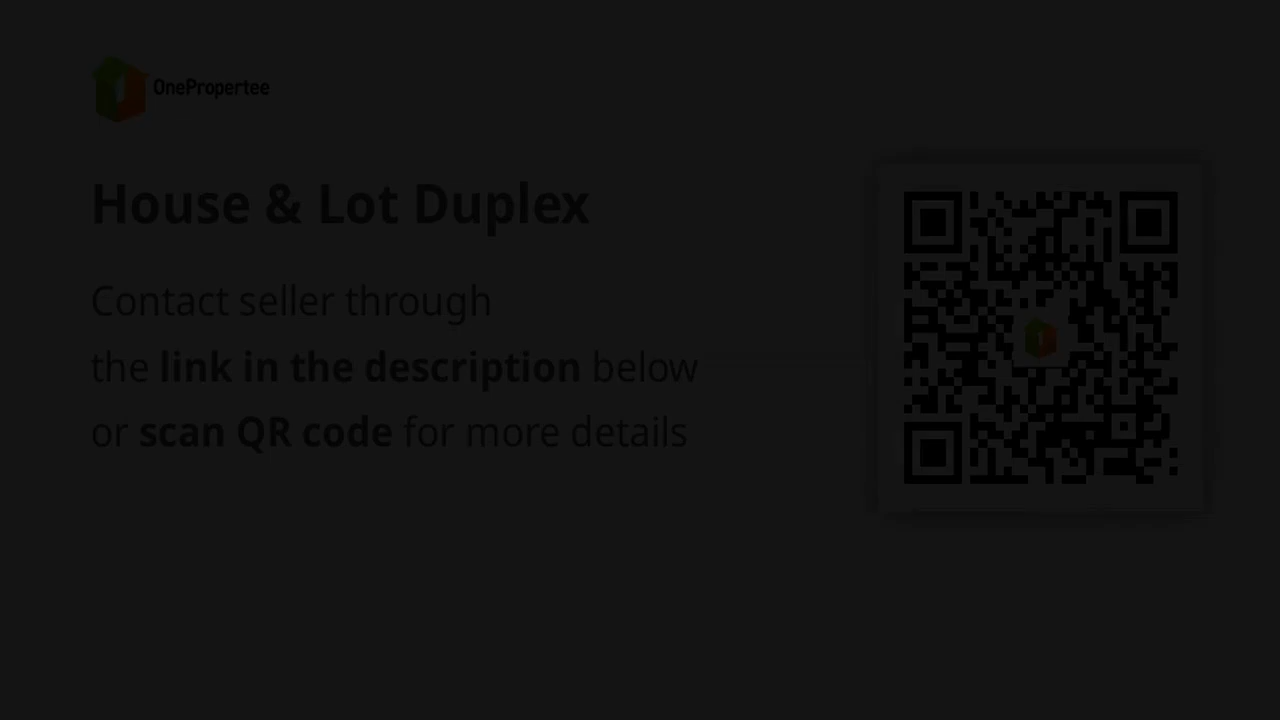 OnePropertee
House & Lot Duplex
Contact seller through
the link in the description below
or scan QR code for more details